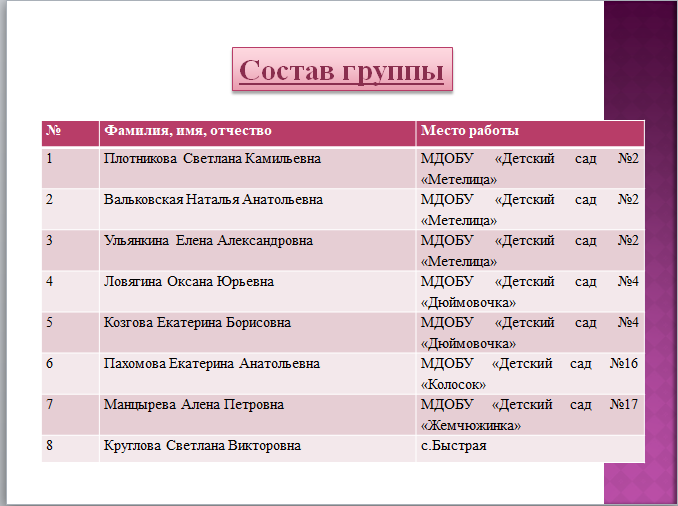 Состав группы
№ Фамилия, имя, отчество Место работы
1 Плотникова Светлана Камильевна МДОБУ «Детский сад №2
«Метелица»
2 Вальковская Наталья Анатольевна МДОБУ «Детский сад №2
«Метелица»
3 Ульянкина Елена Александровна МДОБУ «Детский сад №2
«Метелица»
4 Ловягина Оксана Юрьевна МДОБУ «Детский сад №4
«Дюймовочка»
5 Козгова Екатерина Борисовна МДОБУ «Детский сад №4
«Дюймовочка»
6 Пахомова Екатерина Анатольевна МДОБУ «Детский сад №16
«Колосок»
7 Манцырева Алена Петровна МДОБУ «Детский сад №17
«Жемчюжинка»
8 Круглова Светлана Викторовна с.Быстрая